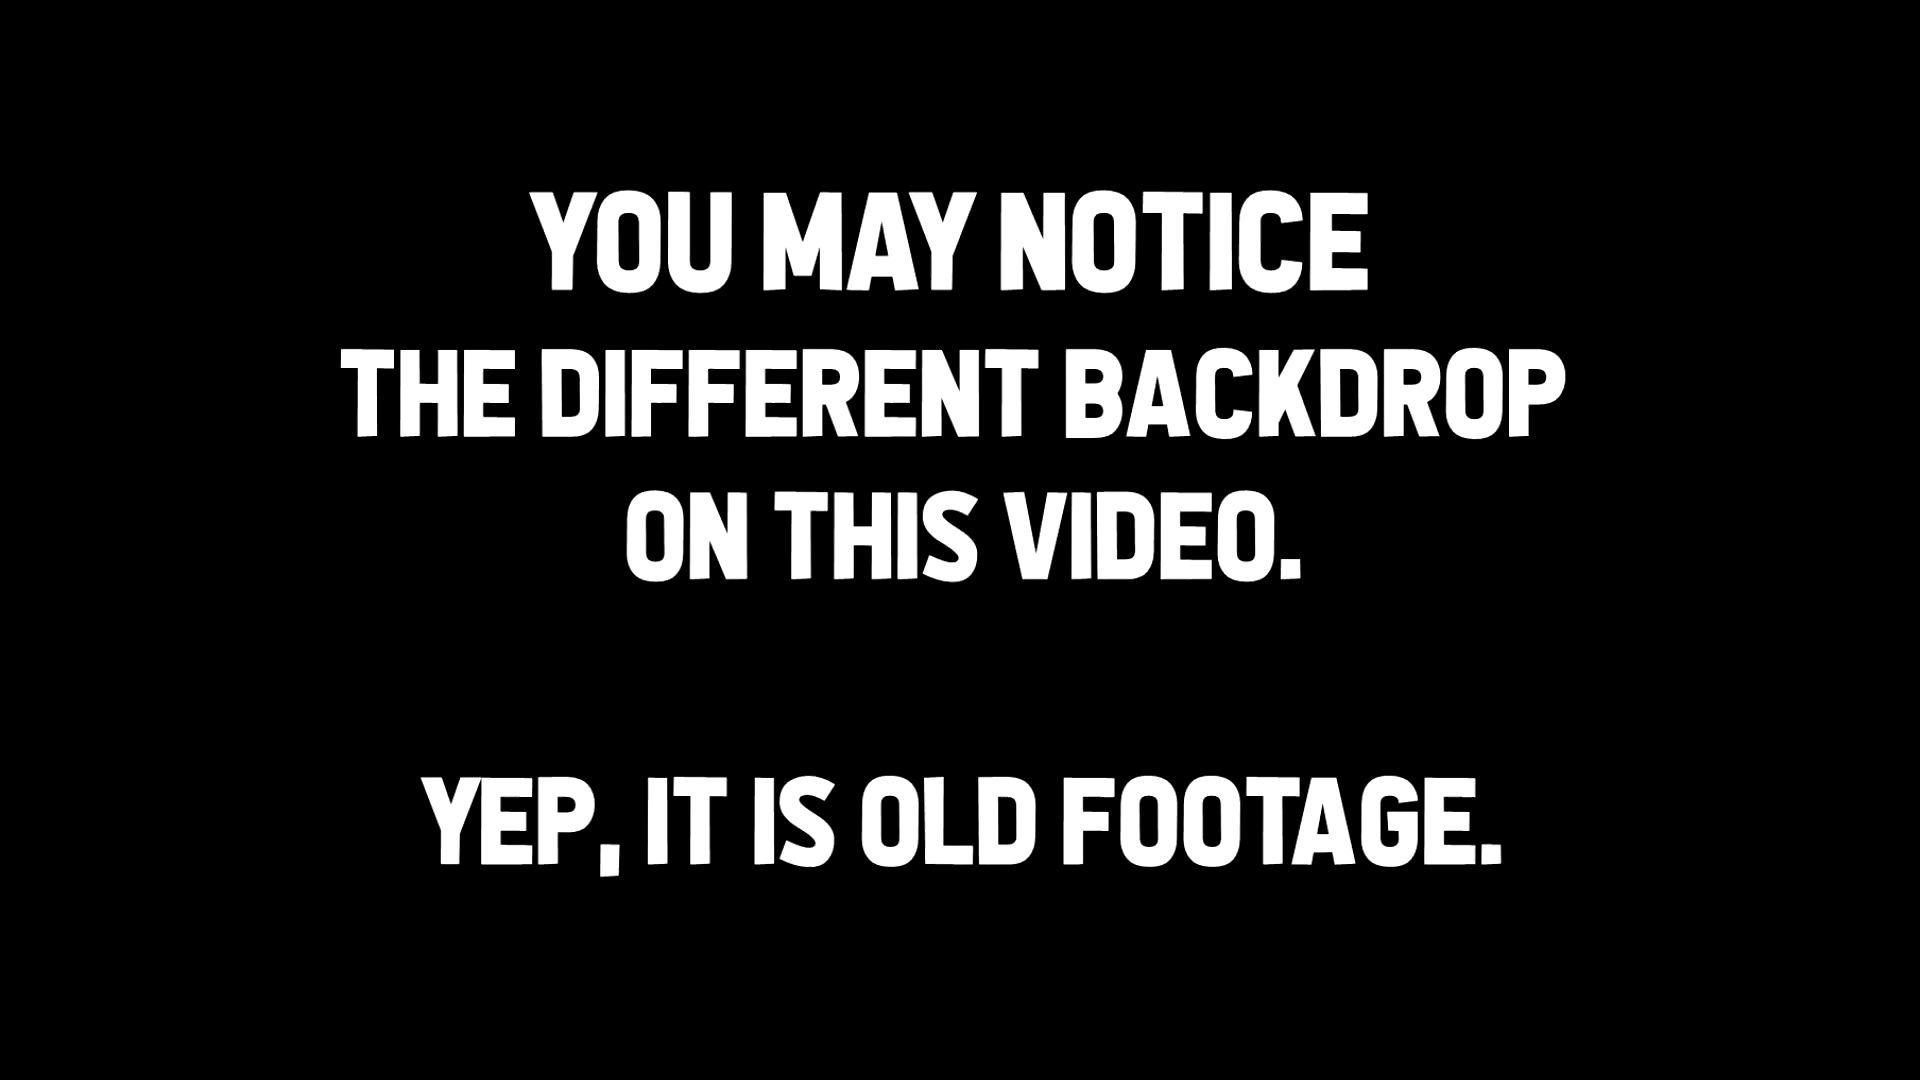 YOU MAY NOTICE
THE DIFFERENT BACKDROP
ON THIS VIDEO.
YEP, IT IS OLD FOOTAGE.